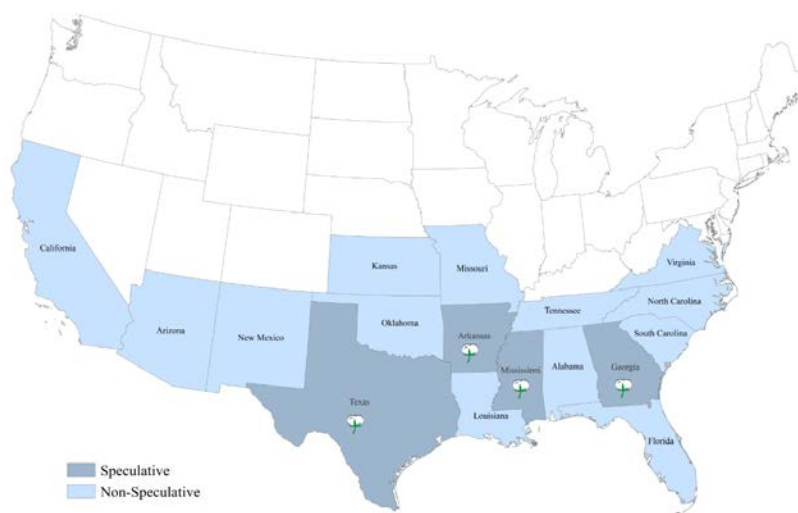 California
Arizona
New Mexico
Kansas
Oklahoma
Texas
Missouri
Arkansas
Louisiana
Mississippi
Tennessee
Alabama
Georgia
Florida
South Carolina
North Carolina
Virginia
Speculative
Non-Speculative